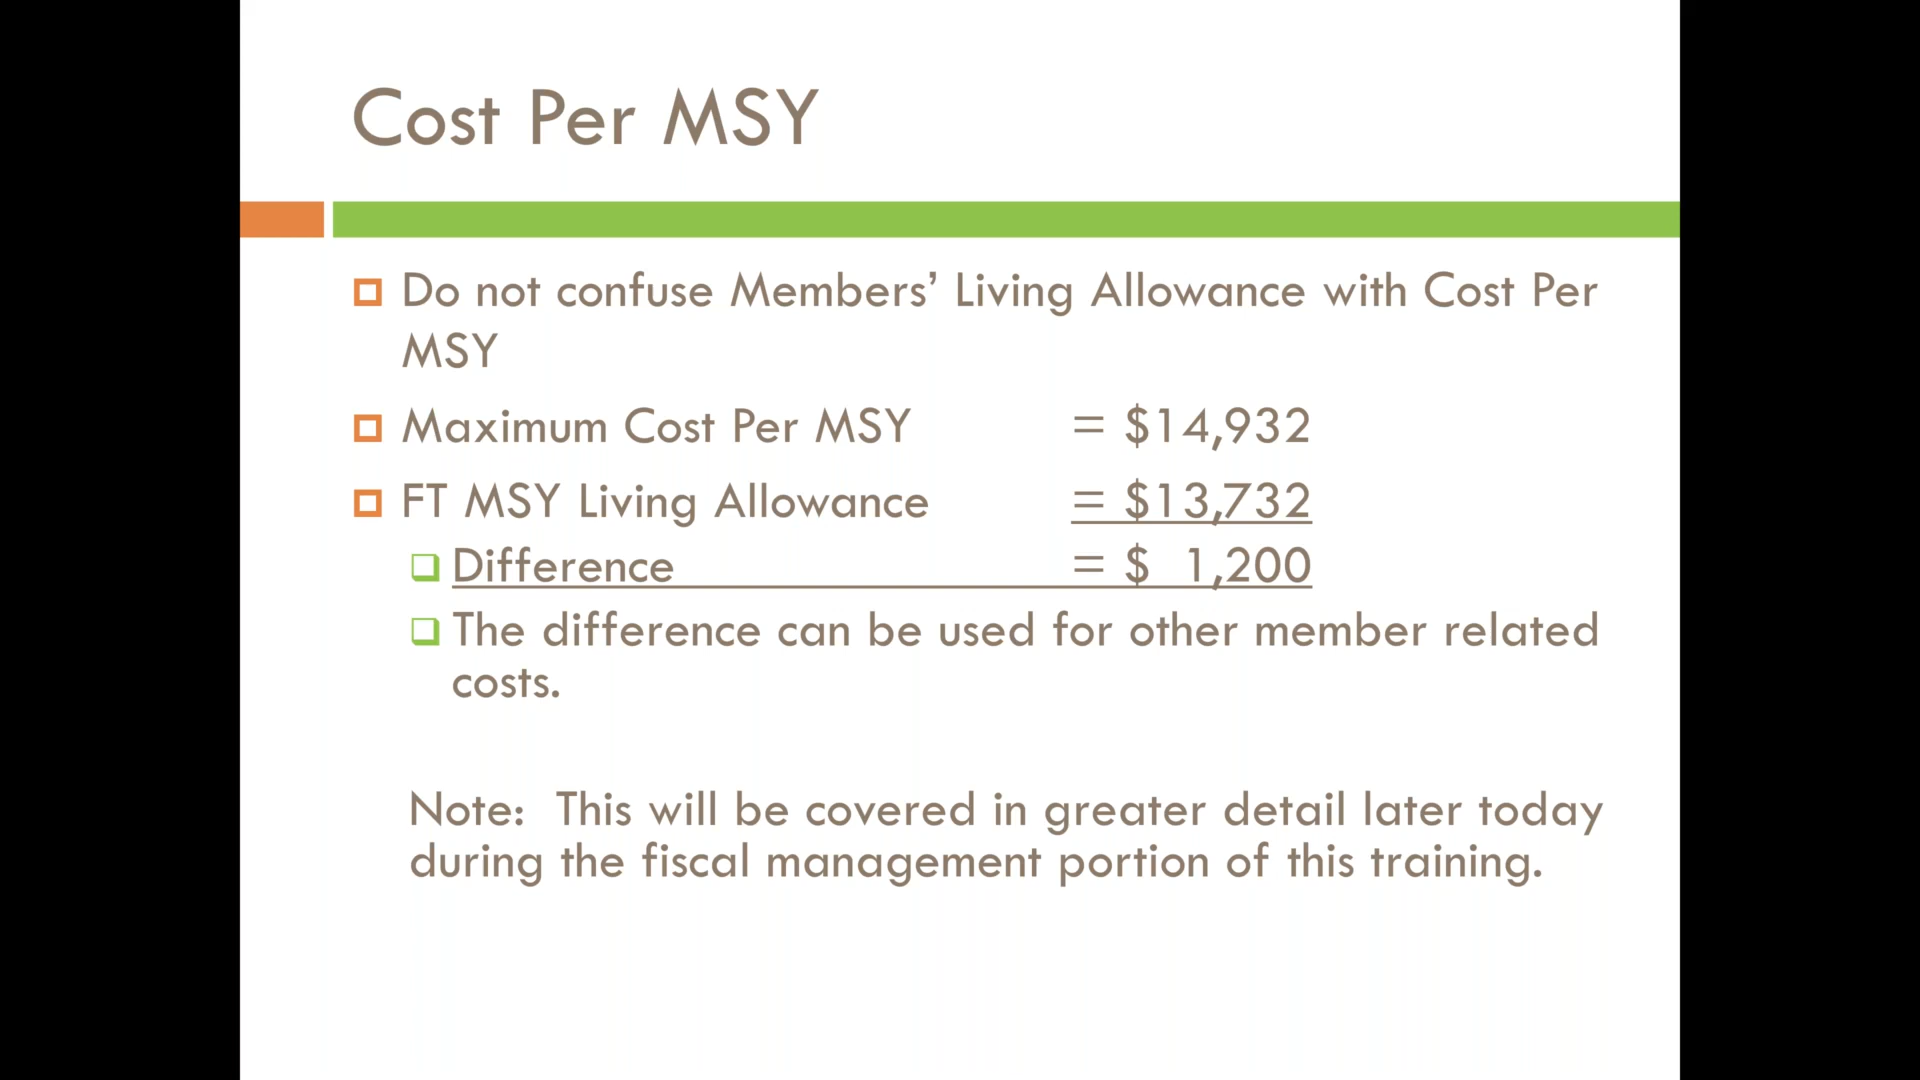 Cost Per MSY
Do not confuse Members’ Living Allowance with Cost Per
MSY
Maximum Cost Per MSY = $14,932
FT MSY Living Allowance = $13,732
Difference = $ 1,200
The difference can be used for other member related
costs.
Note: This will be covered in greater detail later today
during the fiscal management portion of this training.